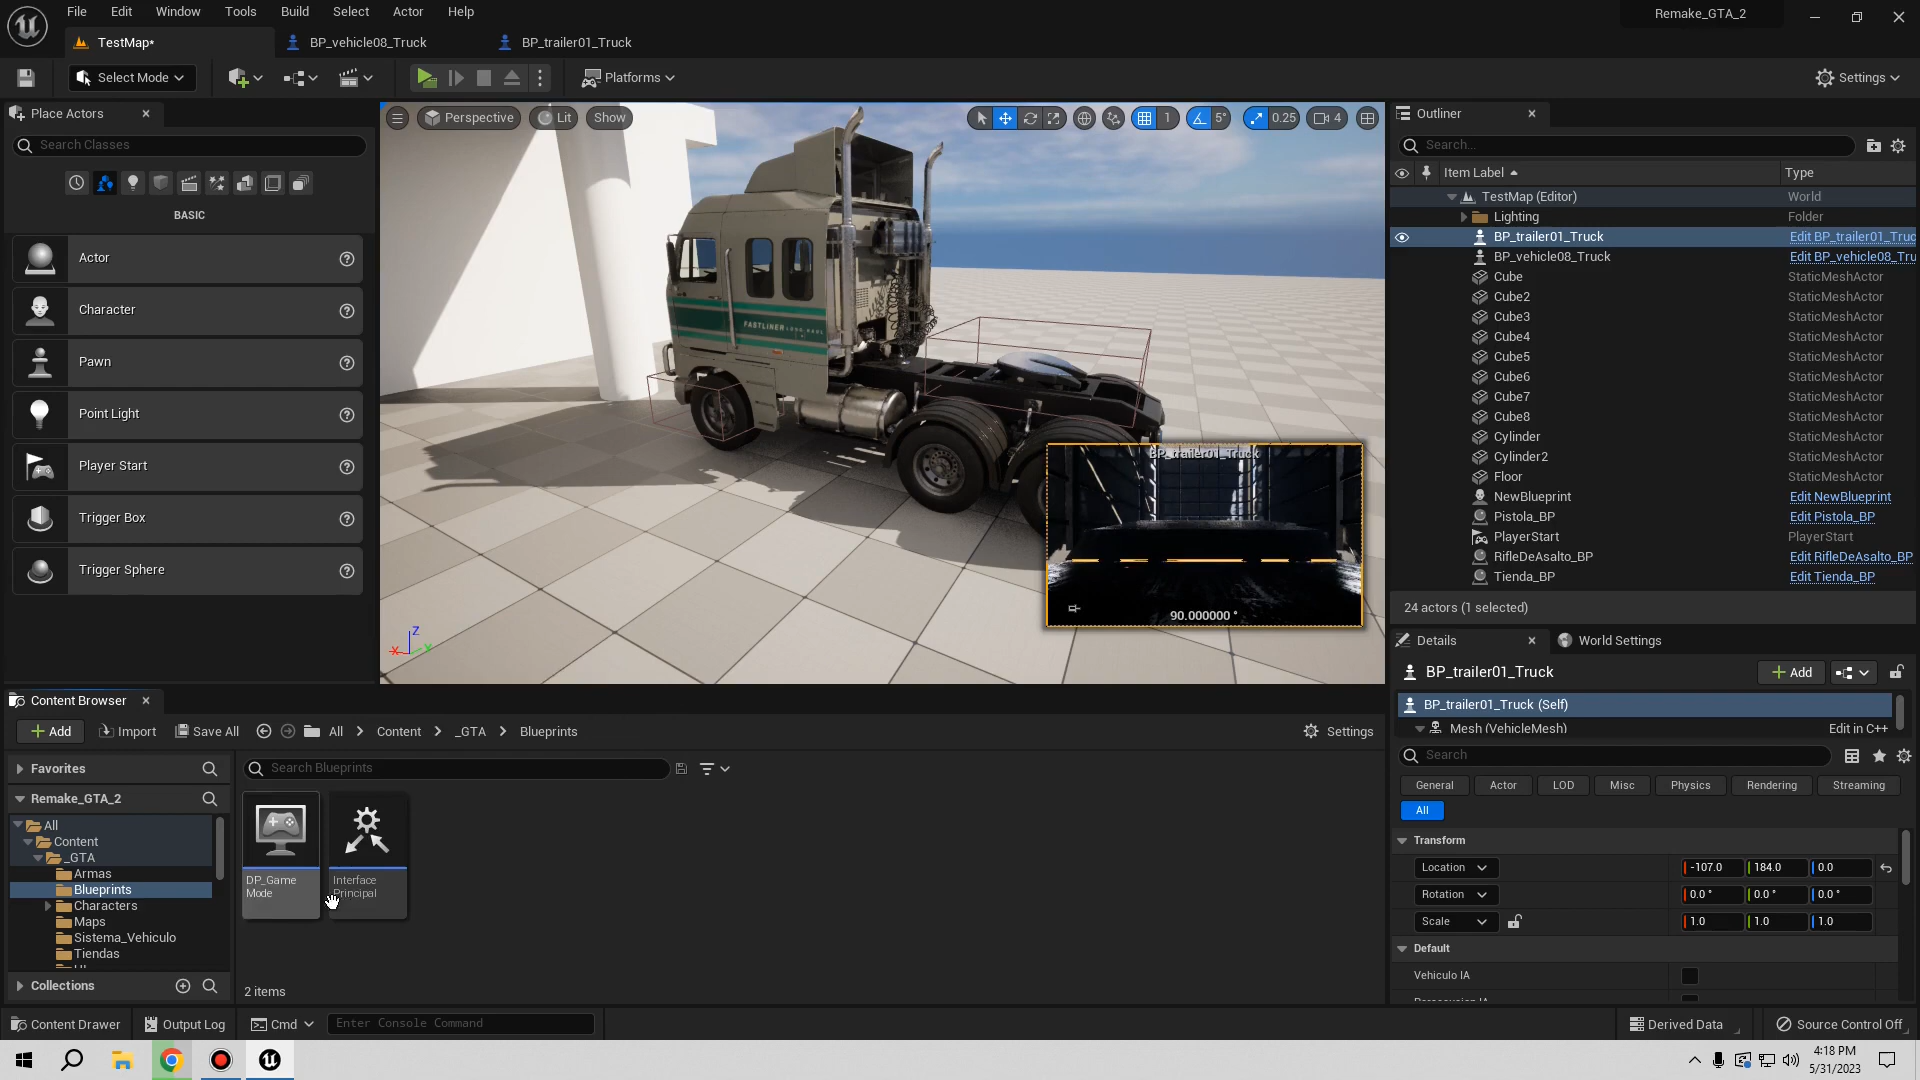 File Edit Window Tools Build Select Actor Help
Remake_GTA_2
TestMap* BP_vehicle08_Truck BP_trailer01_Truck
Select Mode Platforms Settings
Place Actors
Search Classes
BASIC
Actor
Character
Pawn
Point Light
Player Start
Trigger Box
Trigger Sphere
Perspective Lit Show 1 5° 0.25 4
FASTLINER LONG-HAUL
BP_trailer01_Truck
90.000000 °
Z
X Y
Outliner
Search...
Item Label Type
TestMap (Editor) World
Lighting Folder
BP_trailer01_Truck Edit BP_trailer01_Truc
BP_vehicle08_Truck Edit BP_vehicle08_Tru
Cube StaticMeshActor
Cube2 StaticMeshActor
Cube3 StaticMeshActor
Cube4 StaticMeshActor
Cube5 StaticMeshActor
Cube6 StaticMeshActor
Cube7 StaticMeshActor
Cube8 StaticMeshActor
Cylinder StaticMeshActor
Cylinder2 StaticMeshActor
Floor StaticMeshActor
NewBlueprint Edit NewBlueprint
Pistola_BP Edit Pistola_BP
PlayerStart PlayerStart
RifleDeAsalto_BP Edit RifleDeAsalto_BP
Tienda_BP Edit Tienda_BP
24 actors (1 selected)
Details World Settings
BP_trailer01_Truck Add
BP_trailer01_Truck (Self)
Mesh (VehicleMesh) Edit in C++
Search
General Actor LOD Misc Physics Rendering Streaming
All
Transform
Location -107.0 184.0 0.0
Rotation 0.0 ° 0.0 ° 0.0 °
Scale 1.0 1.0 1.0
Default
Vehiculo IA
Content Browser
Add Import Save All All Content _GTA Blueprints Settings
Favorites
Search Blueprints
Remake_GTA_2
All
Content
_GTA
Armas
Blueprints
Characters
Maps
Sistema_Vehiculo
Tiendas
Collections
DP_Game
Mode
Interface
Principal
2 items
Content Drawer Output Log Cmd Enter Console Command Derived Data Source Control Off
4:18 PM
5/31/2023